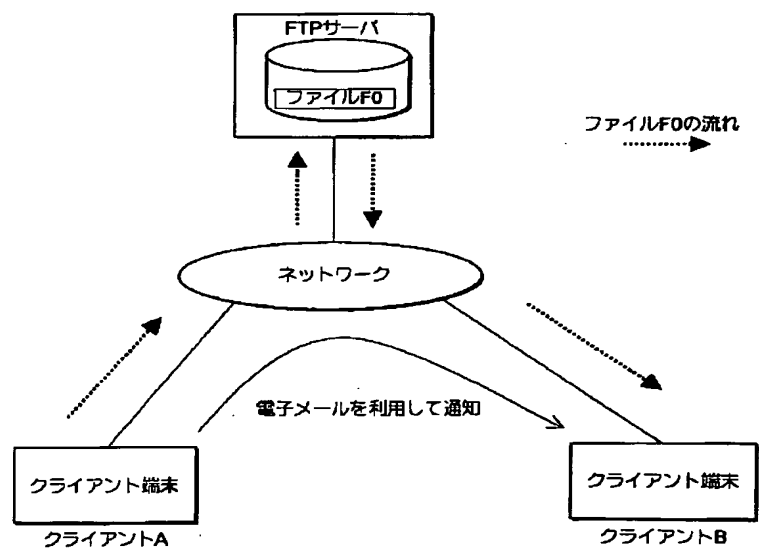 FTPサーバ
ファイルF0
ファイルF0の流れ
ネットワーク
電子メールを利用して通知
クライアント端末
クライアントA
クライアント端末
クライアントB